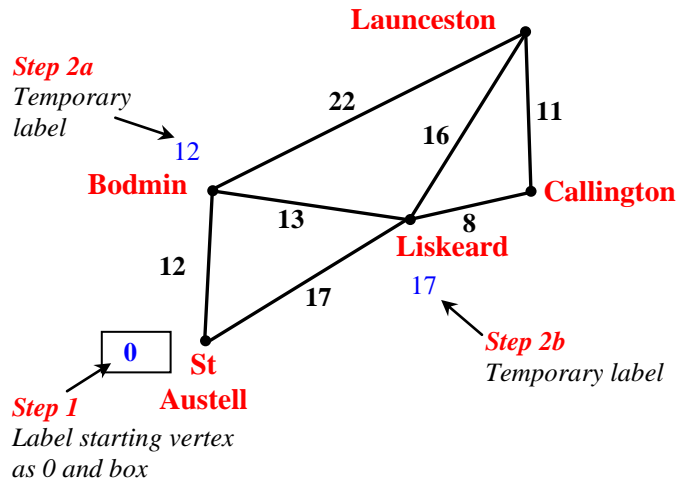 Launceston
Step 2a
Temporary
label
22
11
16
12
Bodmin
Callington
13
8
Liskeard
12
17
17
0
St
Austell
Step 2b
Temporary label
Step 1
Label starting vertex
as 0 and box